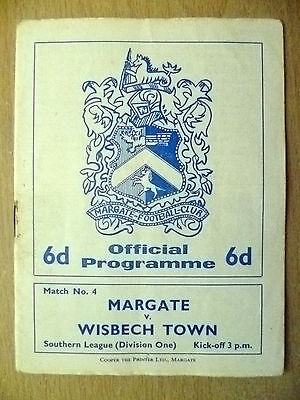 MARGATE · FOOTBALL · CLUB
6d Official Programme 6d
Match No. 4
MARGATE
v.
WISBECH TOWN
Southern League (Division One) Kick-off 3 p.m.
COOPER THE PRINTER LTD., MARGATE